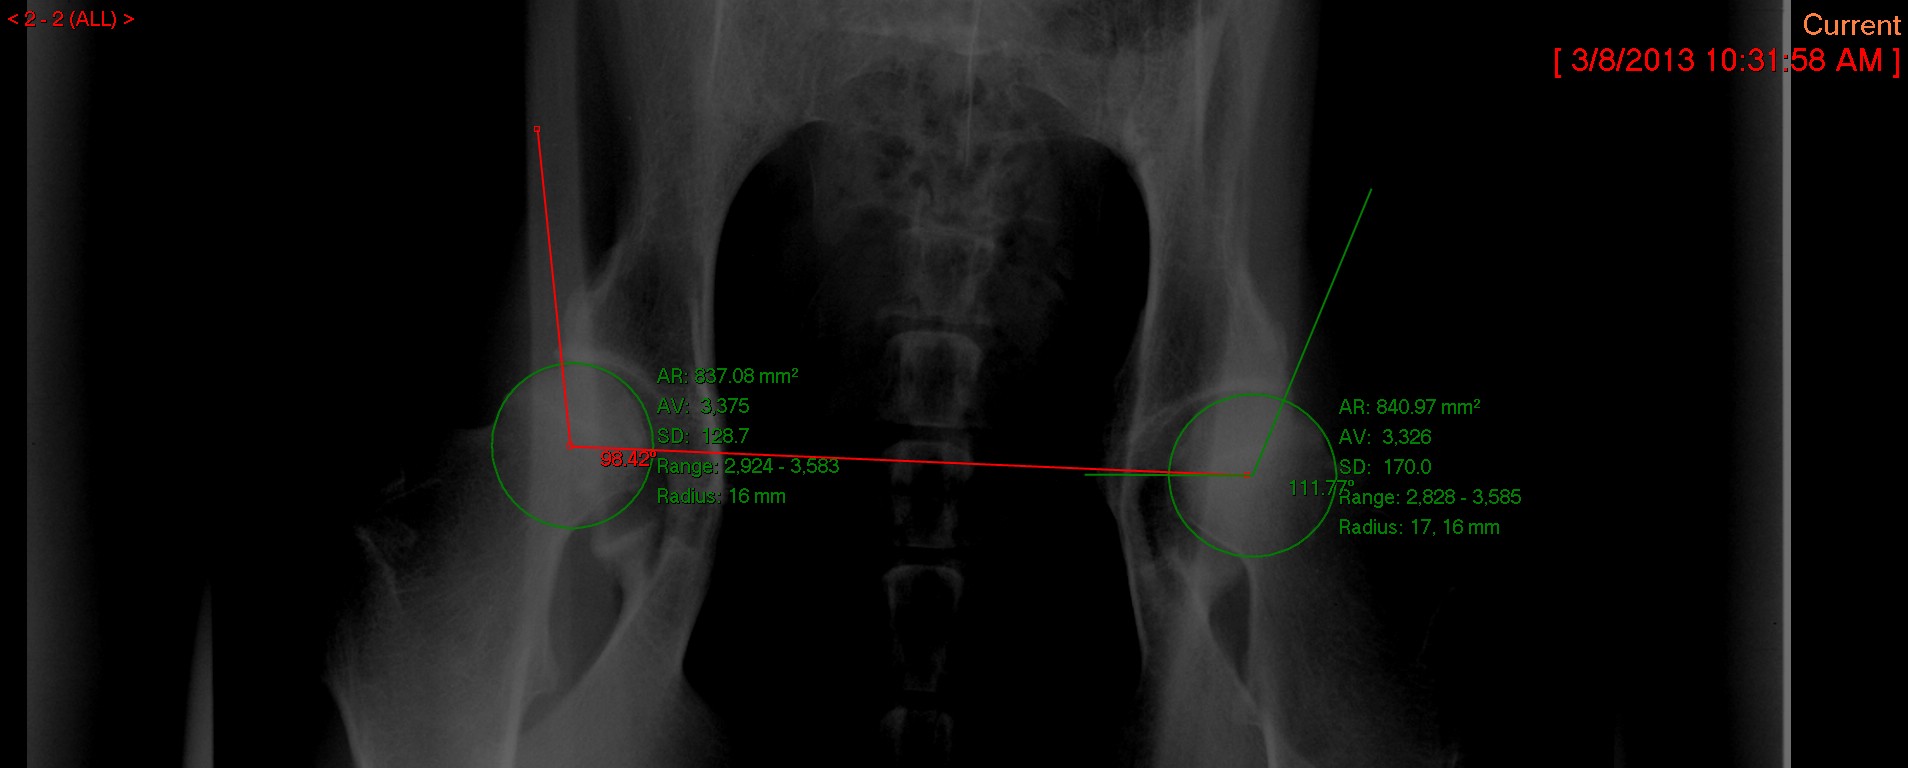 < 2 - 2 (ALL) >
Current
[ 3/8/2013 10:31:58 AM ]
AR: 837.08 mm²
AV: 3,375
SD: 128.7
98.42°
Range: 2,924 - 3,583
Radius: 16 mm
AR: 840.97 mm²
AV: 3,326
SD: 170.0
111.77°
Range: 2,828 - 3,585
Radius: 17, 16 mm